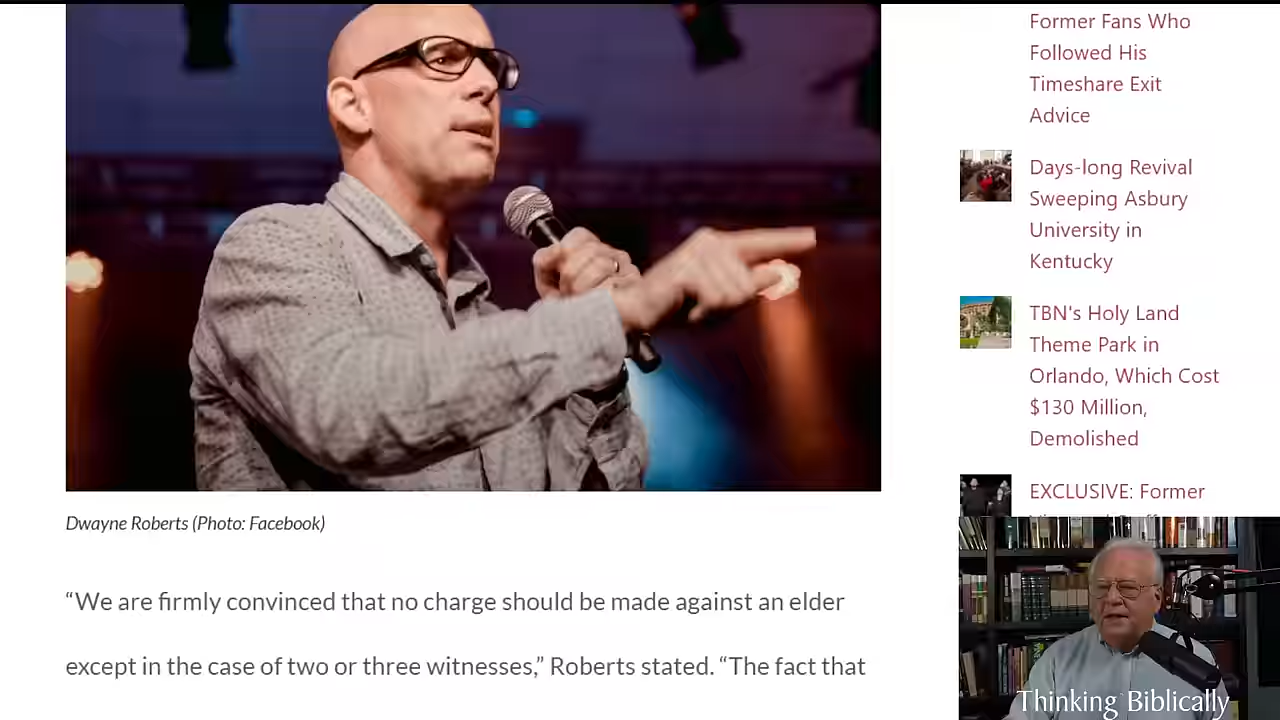 Former Fans Who
Followed His
Timeshare Exit
Advice
Days-long Revival
Sweeping Asbury
University in
Kentucky
TBN's Holy Land
Theme Park in
Orlando, Which Cost
$130 Million,
Demolished
EXCLUSIVE: Former
Dwayne Roberts (Photo: Facebook)
“We are firmly convinced that no charge should be made against an elder
except in the case of two or three witnesses,” Roberts stated. “The fact that
Thinking Biblically